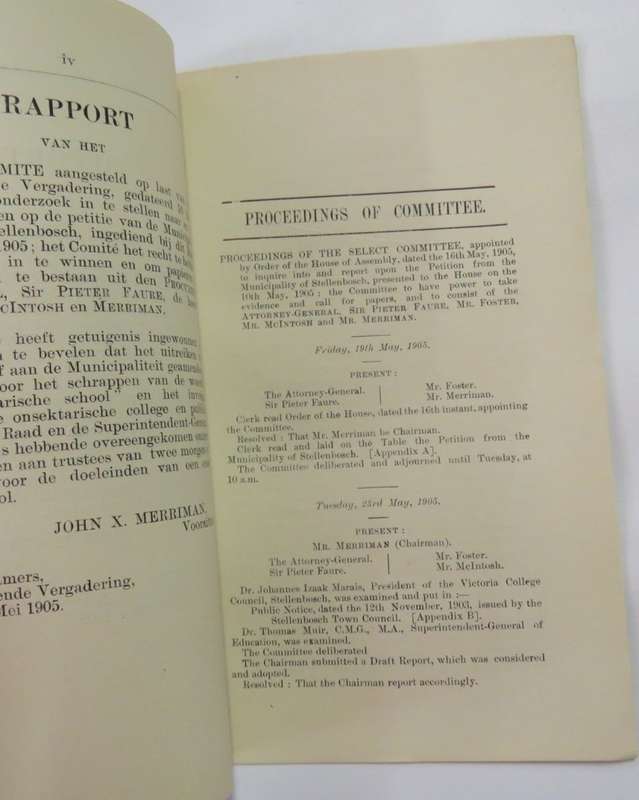 iv
RAPPORT
VAN HET
MITE aangesteld op last van
e Vergadering, gedateerd
onderzoek in te stellen naar
en op de petitie van de
ellenbosch, ingediend bij
1905; het Comité het recht te
in te winnen en om papieren
te bestaan uit den
SIR PIETER FAURE, de
MCINTOSH en MERRIMAN.
heeft getuigenis ingewonnen
n te bevelen dat het uitreiken
f aan de Municipaliteit
oor het schrappen van de
arische school" en het
e onsektarische college en
Raad en de Superintendent-
s hebbende overeengekomen
en aan trustees van twee morgen
voor de doeleinden van een
ol.
JOHN X. MERRIMAN,
mers,
ende Vergadering,
Mei 1905.
PROCEEDINGS OF COMMITTEE.
PROCEEDINGS OF THE SELECT COMMITTEE, appointed
by Order of the House of Assembly, dated the 16th May, 1905,
to inquire into and report upon the Petition from the
Municipality of Stellenbosch, presented to the House on the
10th May, 1905: the Committee to have power to take
evidence and call for papers, and to consist of the
ATTORNEY-GENERAL, SIR PIETER FAURE, MR. FOSTER,
MR. MCINTOSH and MR. MERRIMAN.
Friday, 19th May, 1905.
PRESENT:
The Attorney-General. Mr. Foster.
Sir Pieter Faure. Mr. Merriman.
Clerk read Order of the House, dated the 16th instant, appointing
the Committee.
Resolved: That Mr. Merriman be Chairman.
Clerk read and laid on the Table the Petition from the
Municipality of Stellenbosch. [Appendix A].
The Committee deliberated and adjourned until Tuesday, at
10 a.m.
Tuesday, 23rd May, 1905.
PRESENT:
MR. MERRIMAN (Chairman).
The Attorney-General. Mr. Foster.
Sir Pieter Faure. Mr. McIntosh.
Dr. Johannes Izaak Marais, President of the Victoria College
Council, Stellenbosch, was examined and put in :—
Public Notice, dated the 12th November, 1903, issued by the
Stellenbosch Town Council. [Appendix B].
Dr. Thomas Muir, C.M.G., M.A., Superintendent-General of
Education, was examined.
The Committee deliberated
The Chairman submitted a Draft Report, which was considered
and adopted.
Resolved: That the Chairman report accordingly.